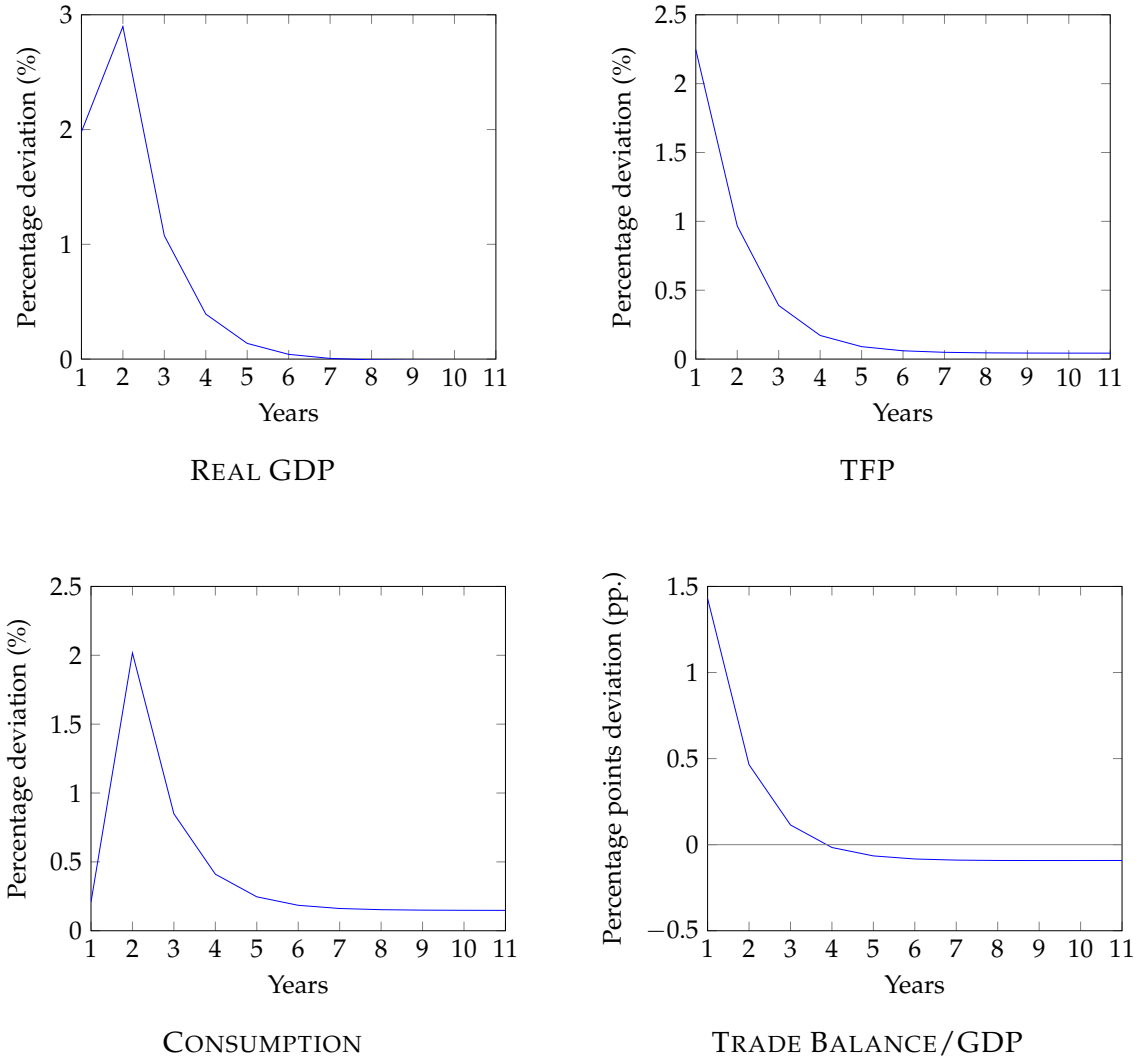 Percentage deviation (%)
3
2
1
0
1 2 3 4 5 6 7 8 9 10 11
Years
REAL GDP
Percentage deviation (%)
2.5
2
1.5
1
0.5
0
1 2 3 4 5 6 7 8 9 10 11
Years
TFP
Percentage deviation (%)
2.5
2
1.5
1
0.5
0
1 2 3 4 5 6 7 8 9 10 11
Years
CONSUMPTION
Percentage points deviation (pp.)
1.5
1
0.5
0
−0.5
1 2 3 4 5 6 7 8 9 10 11
Years
TRADE BALANCE/GDP